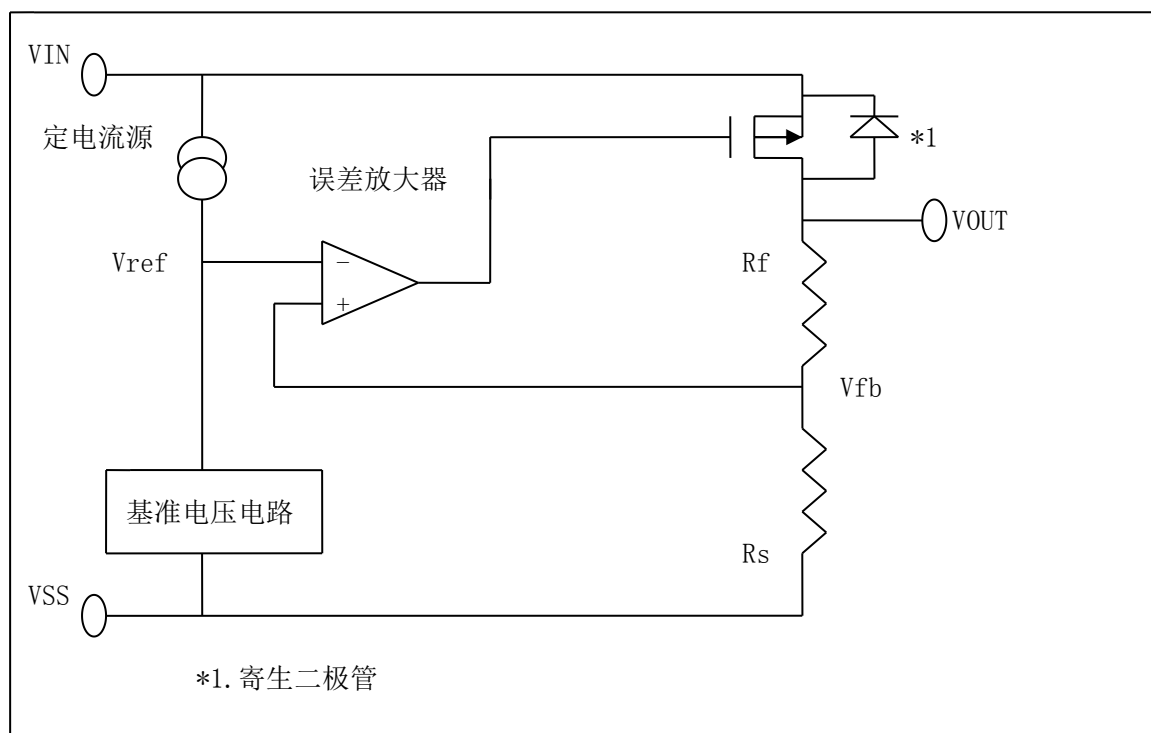 VIN
定电流源
*1
误差放大器
VOUT
Vref
Rf
−
+
Vfb
基准电压电路
Rs
VSS
*1.寄生二极管